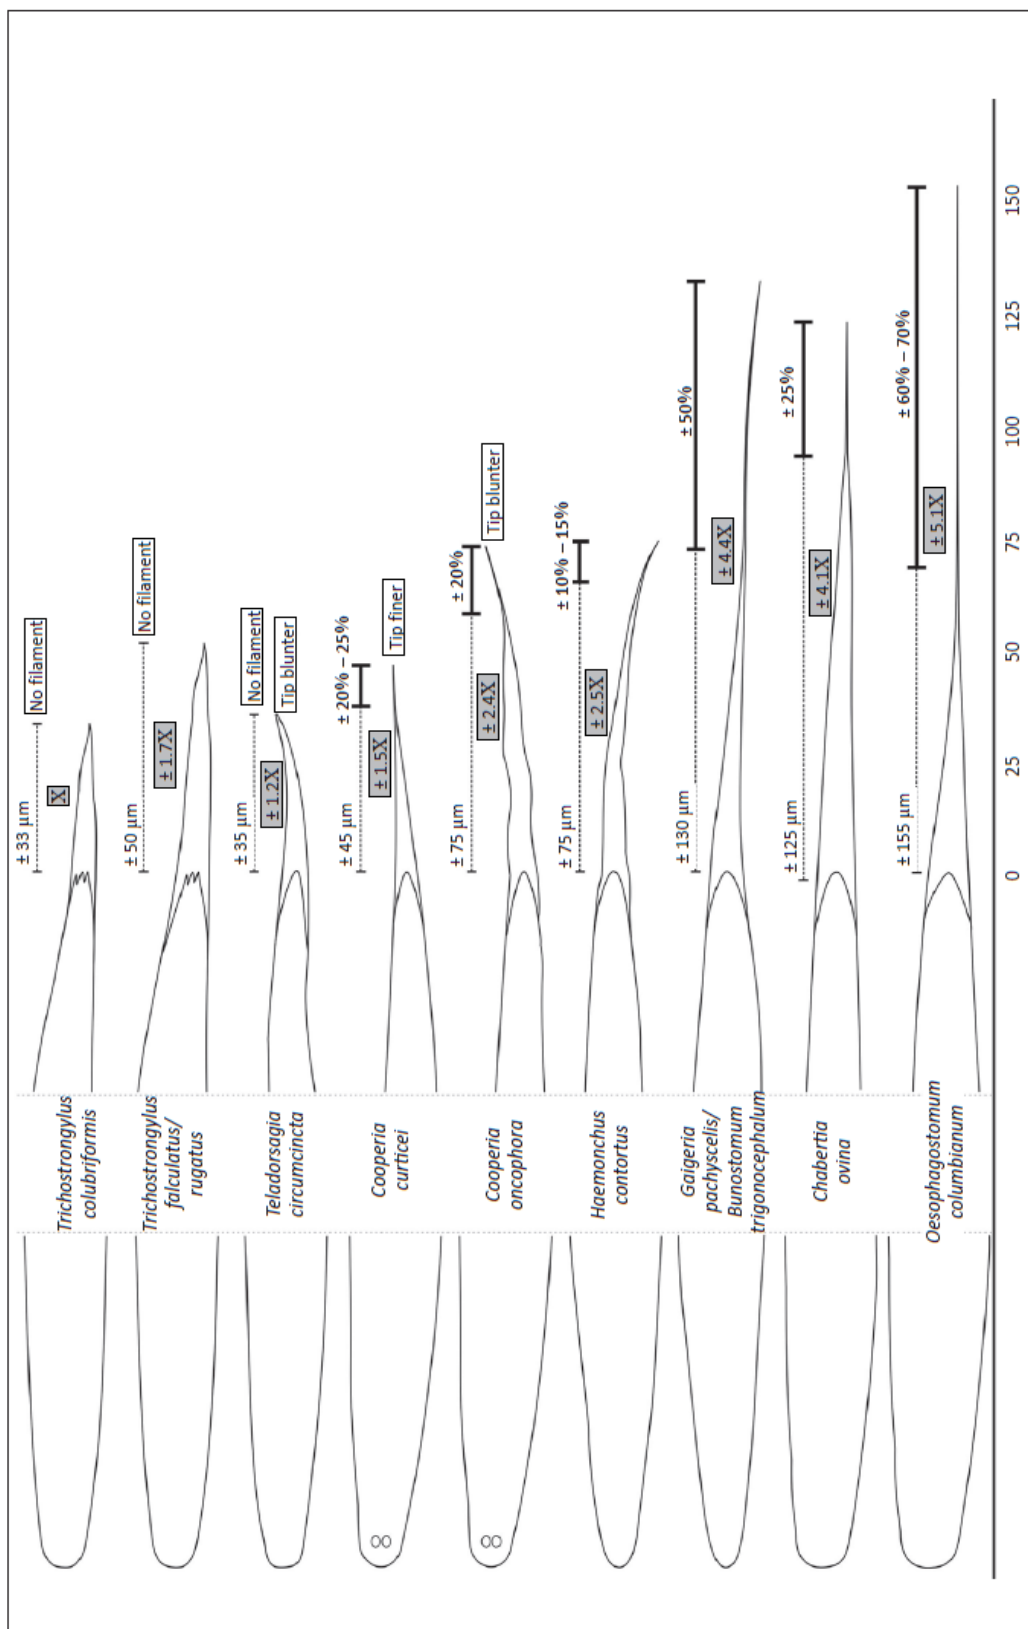 Trichostrongylus
colubriformis
± 33 µm
X
No filament
Trichostrongylus
falculatus/
rugatus
± 50 µm
± 1.7X
No filament
Teladorsagia
circumcincta
± 35 µm
± 1.2X
No filament
Tip blunter
Cooperia
curticei
± 45 µm
± 1.5X
± 20% – 25%
Tip finer
Cooperia
oncophora
± 75 µm
± 2.4X
± 20%
Tip blunter
Haemonchus
contortus
± 75 µm
± 2.5X
± 10% – 15%
Gaigeria
pachyscelis/
Bunostomum
trigonocephalum
± 130 µm
± 4.4X
± 50%
Chabertia
ovina
± 125 µm
± 4.1X
± 25%
Oesophagostomum
columbianum
± 155 µm
± 5.1X
± 60% – 70%
0 25 50 75 100 125 150